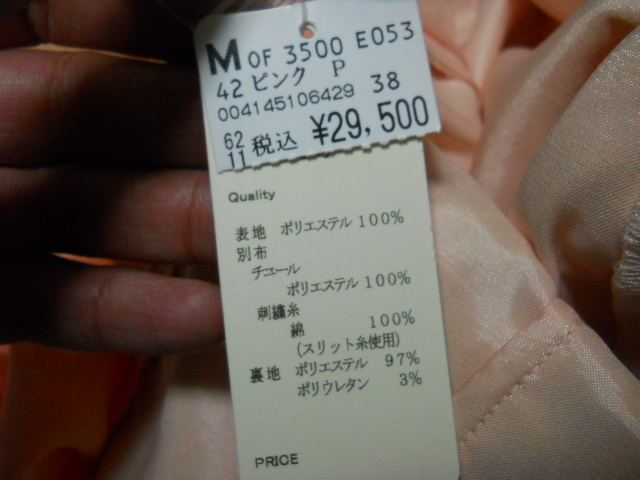 M OF 3500 E053
42 ピンク P
004145106429 38
62
11 税込 ¥29,500
Quality
表地 ポリエステル 100%
別布
チュール
ポリエステル 100%
刺繍糸
綿 100%
(スリット糸使用)
裏地 ポリエステル 97%
ポリウレタン 3%
PRICE